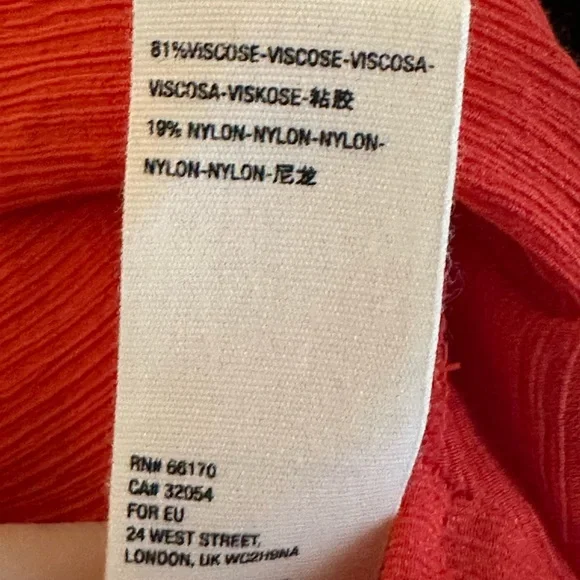 81%VISCOSE-VISCOSE-VISCOSA-
VISCOSA-VISKOSE-粘胶
19% NYLON-NYLON-NYLON-
NYLON-NYLON-尼龙
RN# 66170
CA# 32054
FOR EU
24 WEST STREET,
LONDON, UK WC2H9NA